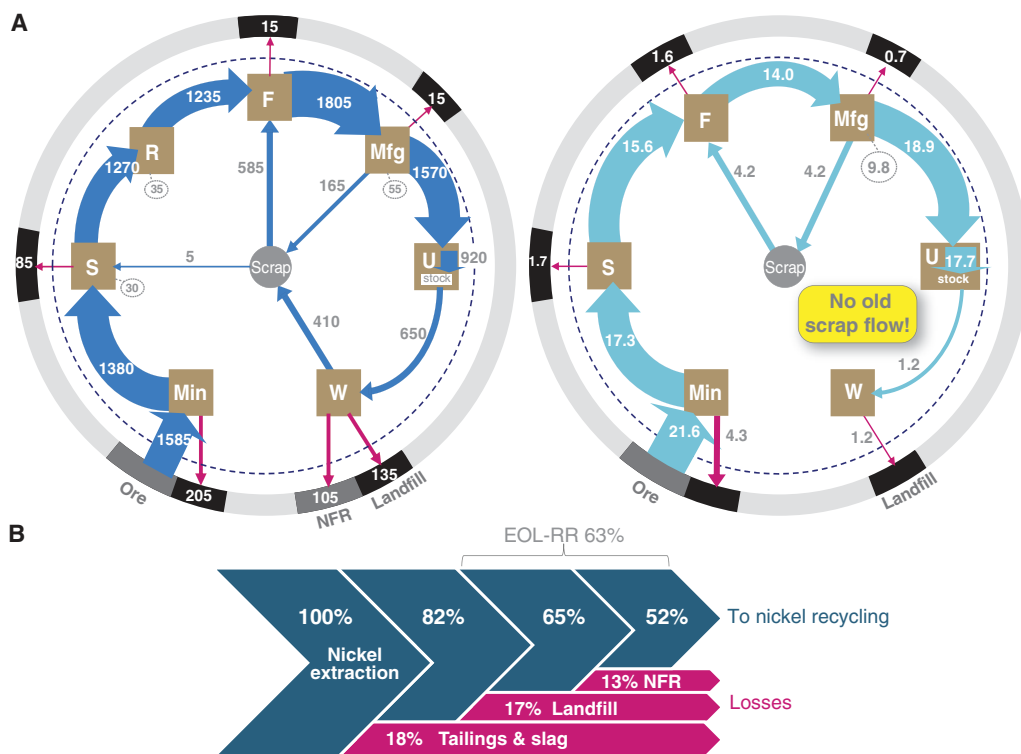 A
15
15
1235
F
1805
Mfg
R
1270
35
585
165
55
1570
85
S
5
30
Scrap
U
stock
920
410
650
1380
Min
W
1585
Ore
205
105
NFR
135
Landfill
1.6
0.7
14.0
F
Mfg
15.6
4.2
4.2
9.8
18.9
1.7
S
Scrap
U
17.7
stock
No old
scrap flow!
17.3
1.2
Min
W
21.6
4.3
1.2
Ore
Landfill
B
EOL-RR 63%
100%
82%
65%
52%
To nickel recycling
Nickel
extraction
13% NFR
17% Landfill
Losses
18% Tailings & slag